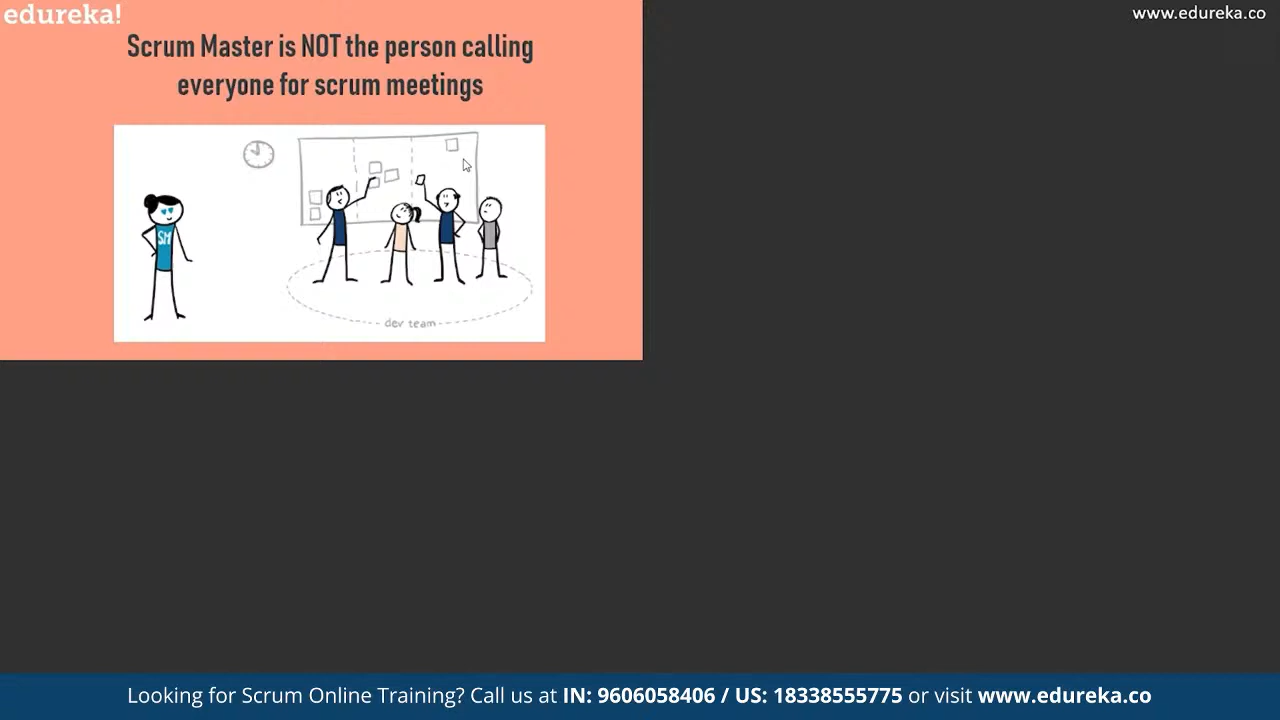 edureka!
www.edureka.co
Scrum Master is NOT the person calling
everyone for scrum meetings
SM
dev team
Looking for Scrum Online Training? Call us at IN: 9606058406 / US: 18338555775 or visit www.edureka.co